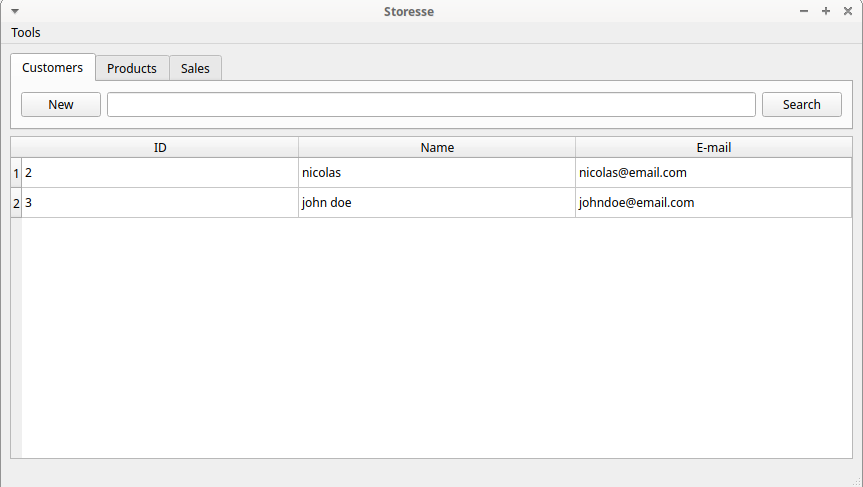 Storesse
Tools
Customers Products Sales
New Search
ID Name E-mail
1 2 nicolas nicolas@email.com
2 3 john doe johndoe@email.com